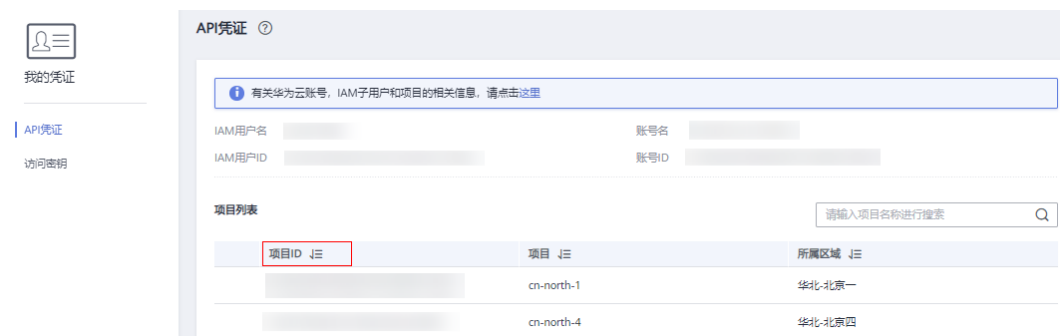 API凭证 ?
我的凭证
有关华为云账号，IAM子用户和项目的相关信息，请点击这里
API凭证
访问密钥
IAM用户名
账号名
IAM用户ID
账号ID
项目列表
请输入项目名称进行搜索
项目ID 项目 所属区域
cn-north-1 华北-北京一
cn-north-4 华北-北京四